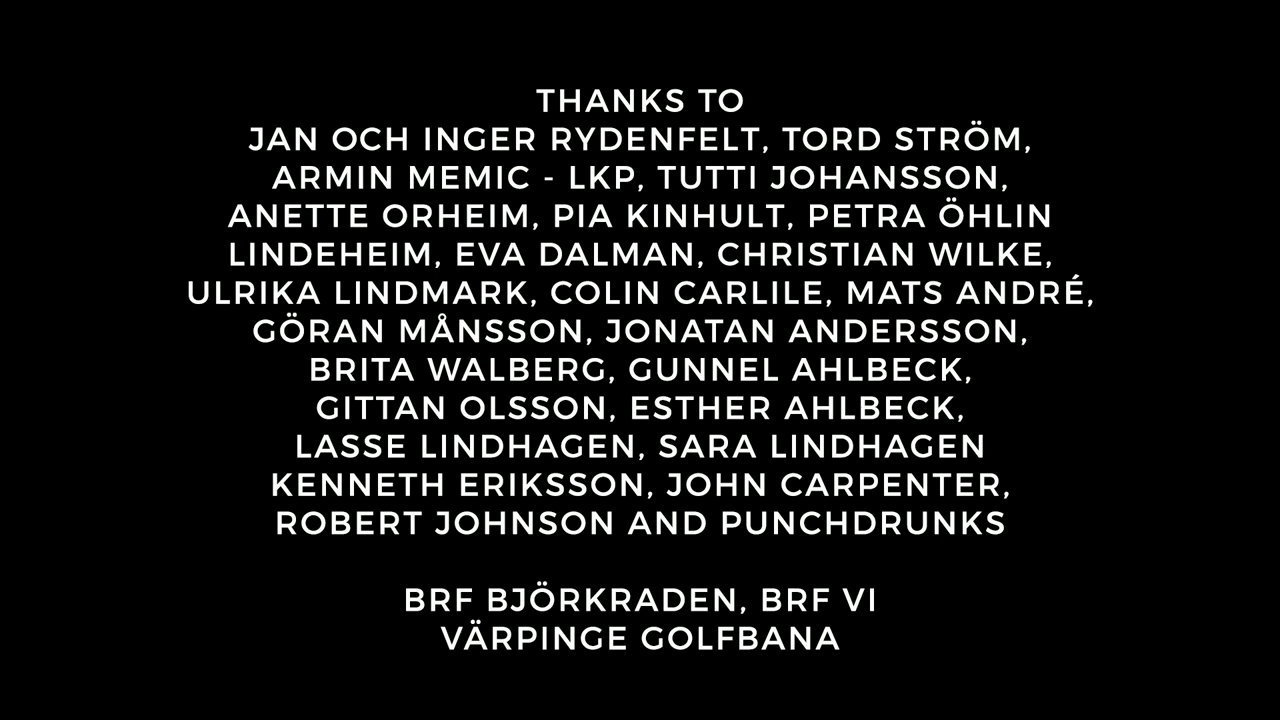 THANKS TO
JAN OCH INGER RYDENFELT, TORD STRÖM,
ARMIN MEMIC - LKP, TUTTI JOHANSSON,
ANETTE ORHEIM, PIA KINHULT, PETRA ÖHLIN
LINDEHEIM, EVA DALMAN, CHRISTIAN WILKE,
ULRIKA LINDMARK, COLIN CARLILE, MATS ANDRÉ,
GÖRAN MÅNSSON, JONATAN ANDERSSON,
BRITA WALBERG, GUNNEL AHLBECK,
GITTAN OLSSON, ESTHER AHLBECK,
LASSE LINDHAGEN, SARA LINDHAGEN
KENNETH ERIKSSON, JOHN CARPENTER,
ROBERT JOHNSON AND PUNCHDRUNKS
BRF BJÖRKRADEN, BRF VI
VÄRPINGE GOLFBANA